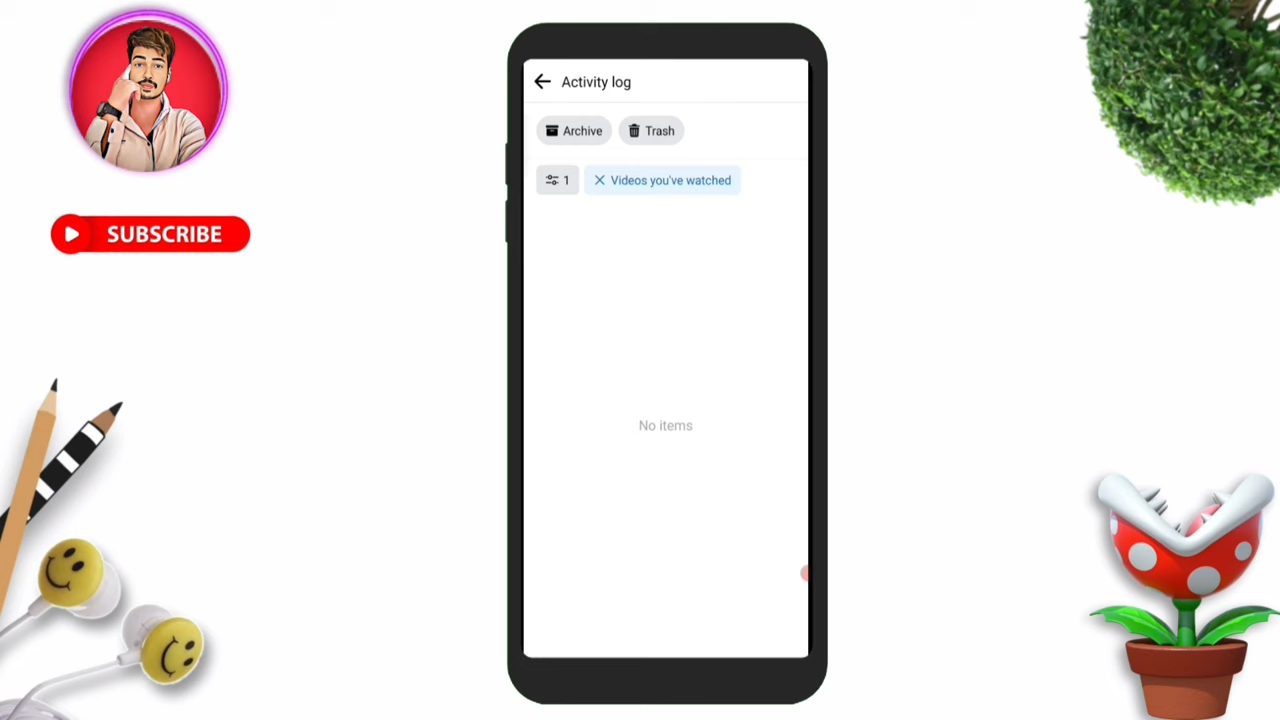 Activity log
Archive Trash
1 Videos you've watched
SUBSCRIBE
No items